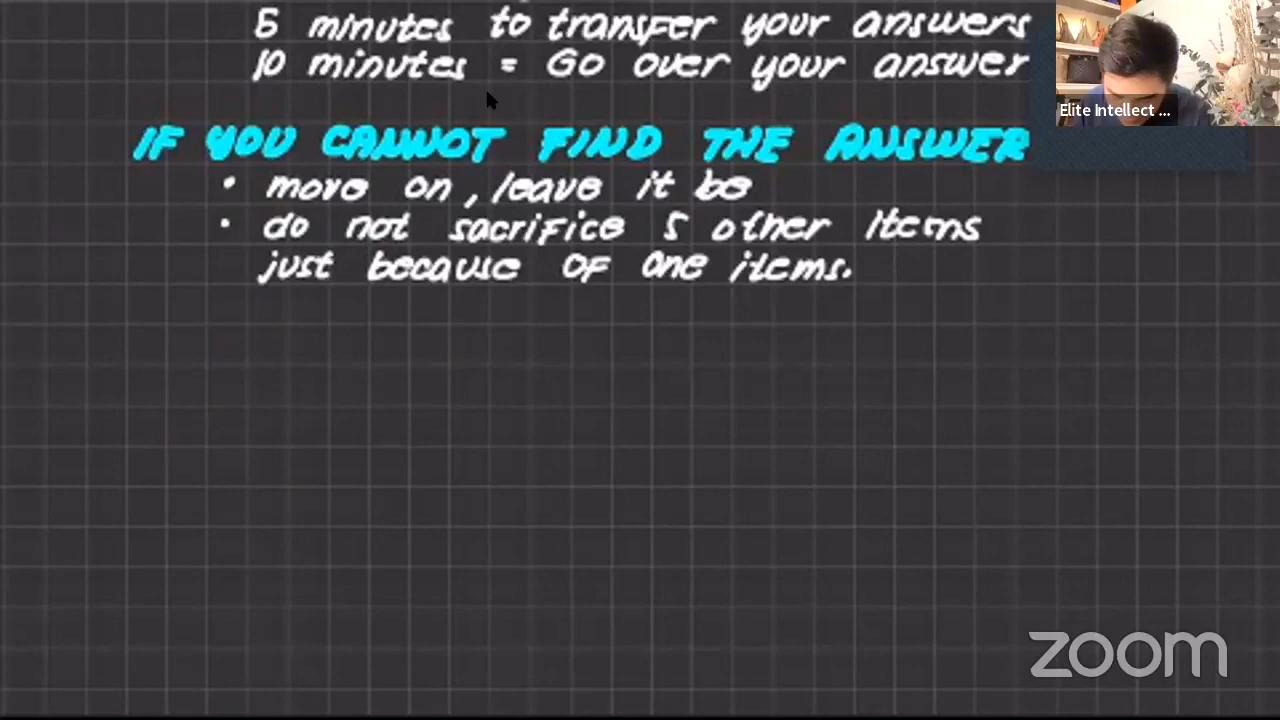 5 minutes to transfer your answers
10 minutes = Go over your answer
Elite Intellect ...
IF YOU CANNOT FIND THE ANSWER
• move on, leave it be
• do not sacrifice 5 other items
just because of one items.
zoom